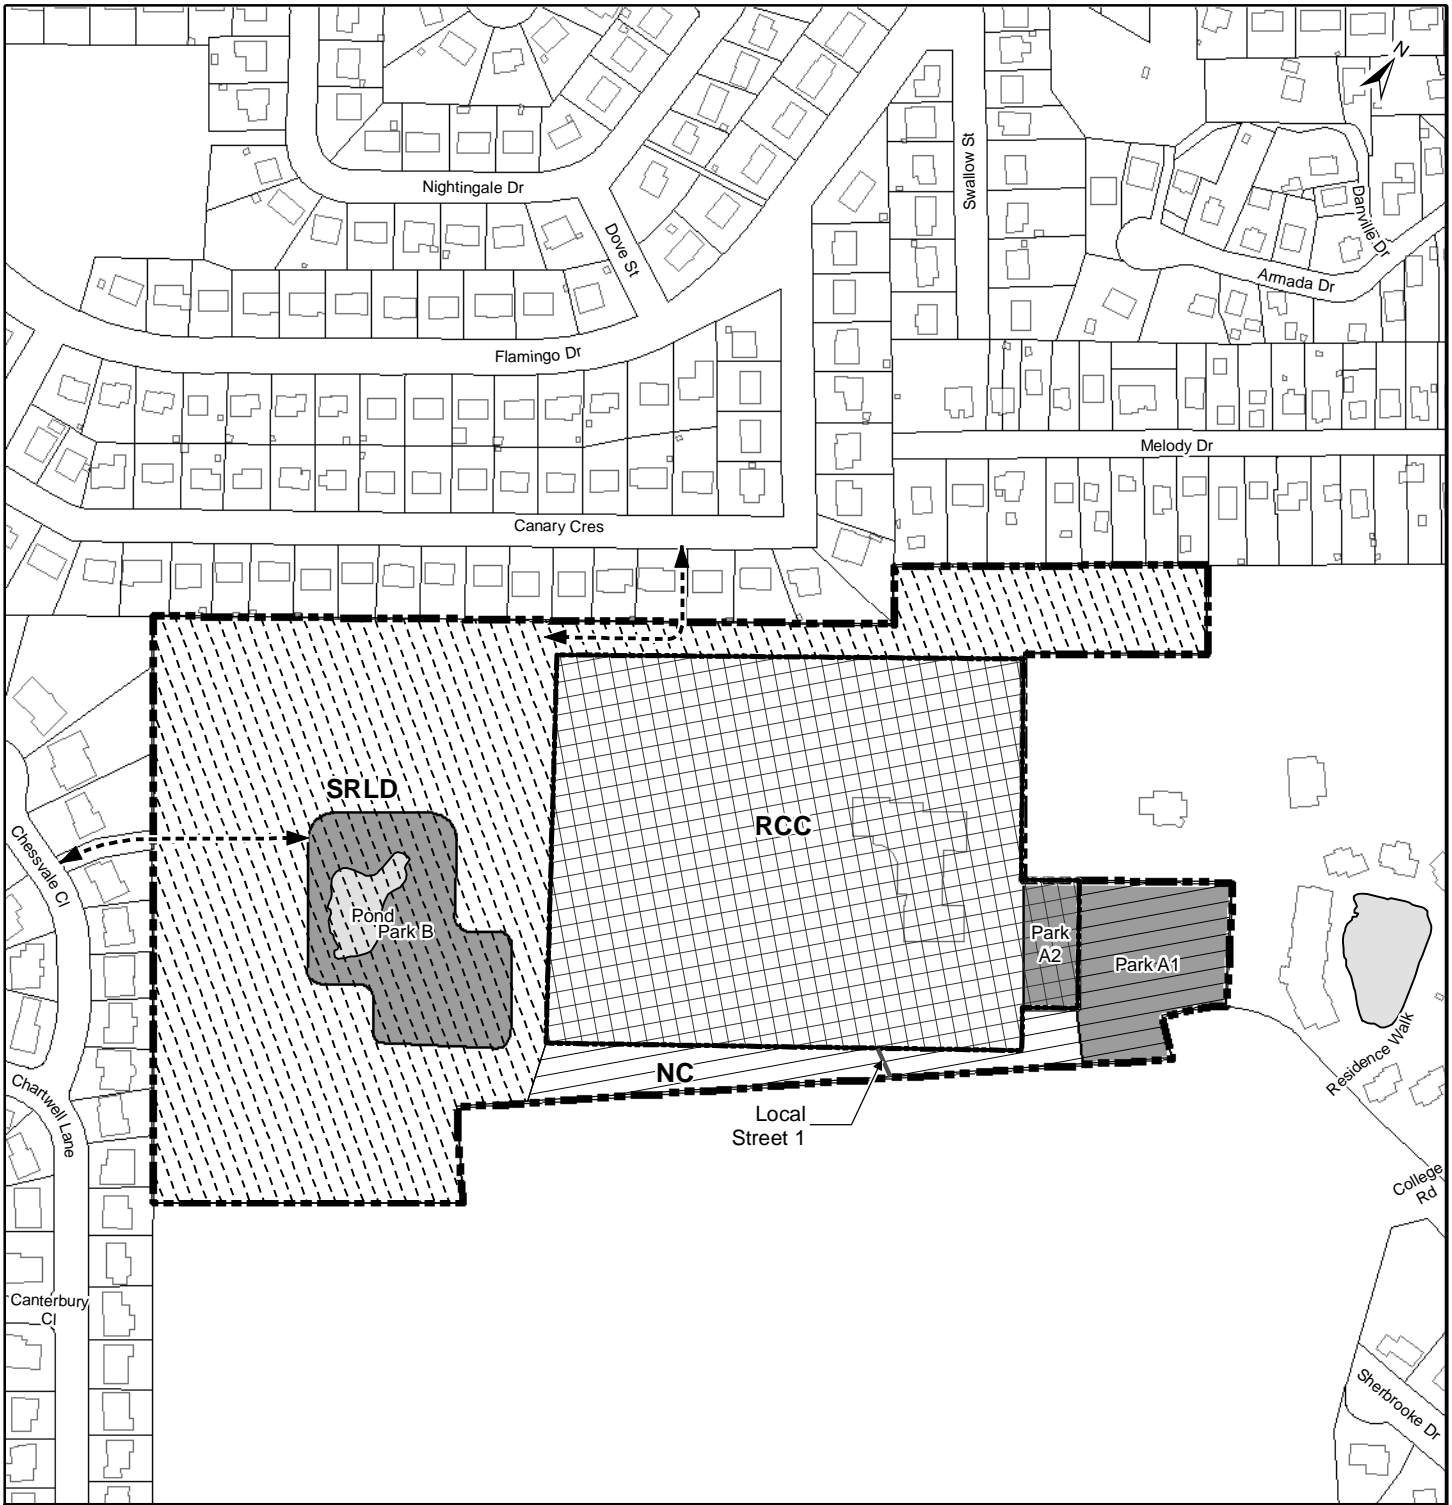 N
Swallow St
Nightingale Dr
Danville Dr
Dove St
Armada Dr
Flamingo Dr
Melody Dr
Canary Cres
SRLD
RCC
Chessvale Cl
Pond
Park B
Park
A2
Park A1
Residence Walk
NC
Chartwell Lane
Local
Street 1
College
Rd
Canterbury
Cl
Sherbrooke Dr